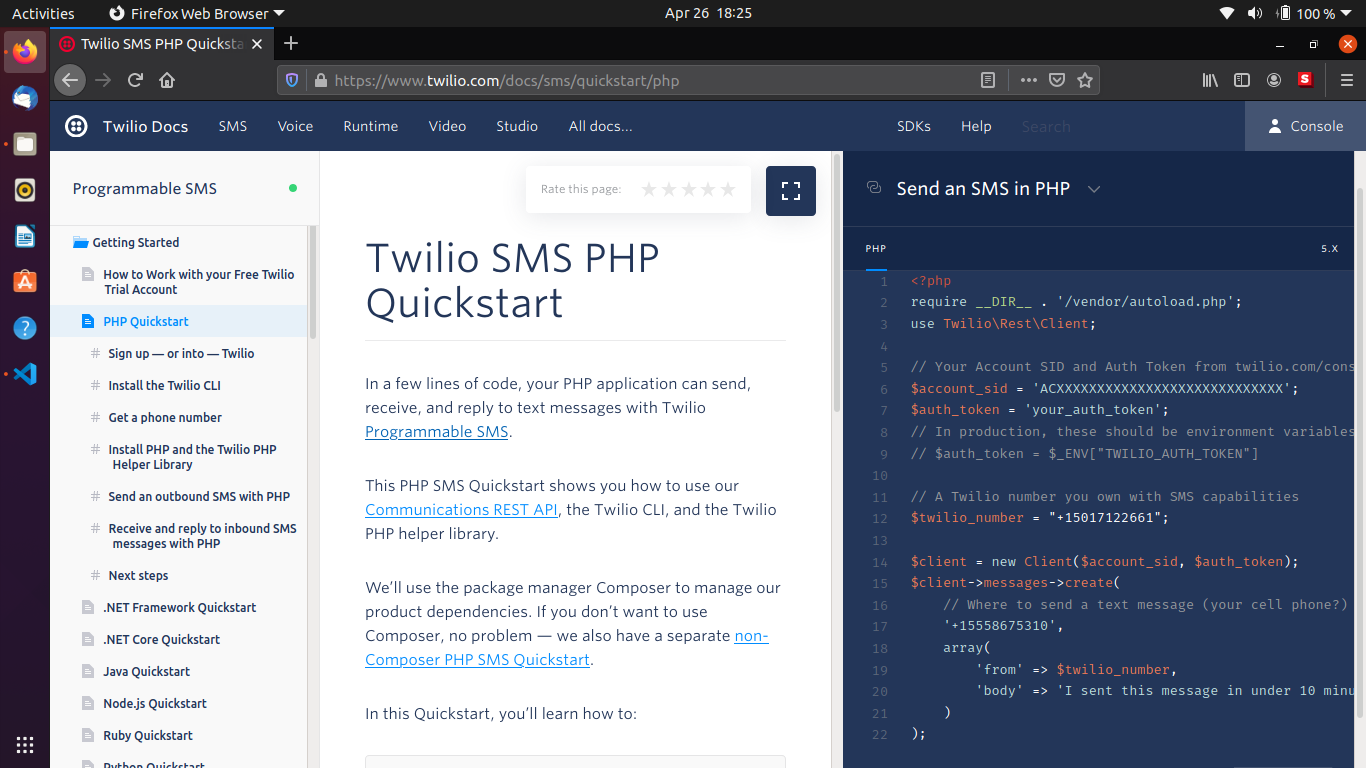 Activities
Firefox Web Browser
Apr 26 18:25
100 %
Twilio SMS PHP Quicksta
https://www.twilio.com/docs/sms/quickstart/php
S
Twilio Docs
SMS
Voice
Runtime
Video
Studio
All docs...
SDKs
Help
Search
Console
Programmable SMS
Getting Started
How to Work with your Free Twilio
Trial Account
PHP Quickstart
# Sign up — or into — Twilio
# Install the Twilio CLI
# Get a phone number
# Install PHP and the Twilio PHP
Helper Library
# Send an outbound SMS with PHP
# Receive and reply to inbound SMS
messages with PHP
# Next steps
.NET Framework Quickstart
.NET Core Quickstart
Java Quickstart
Node.js Quickstart
Ruby Quickstart
Python Quickstart
Rate this page:
Twilio SMS PHP
Quickstart
In a few lines of code, your PHP application can send,
receive, and reply to text messages with Twilio
Programmable SMS.
This PHP SMS Quickstart shows you how to use our
Communications REST API, the Twilio CLI, and the Twilio
PHP helper library.
We’ll use the package manager Composer to manage our
product dependencies. If you don’t want to use
Composer, no problem — we also have a separate non-
Composer PHP SMS Quickstart.
In this Quickstart, you’ll learn how to:
Send an SMS in PHP
PHP
5.X
1 <?php
2 require __DIR__ . '/vendor/autoload.php';
3 use Twilio\Rest\Client;
4
5 // Your Account SID and Auth Token from twilio.com/cons
6 $account_sid = 'ACXXXXXXXXXXXXXXXXXXXXXXXXXXXX';
7 $auth_token = 'your_auth_token';
8 // In production, these should be environment variables
9 // $auth_token = $_ENV["TWILIO_AUTH_TOKEN"]
10
11 // A Twilio number you own with SMS capabilities
12 $twilio_number = "+15017122661";
13
14 $client = new Client($account_sid, $auth_token);
15 $client->messages->create(
16 // Where to send a text message (your cell phone?)
17 '+15558675310',
18 array(
19 'from' => $twilio_number,
20 'body' => 'I sent this message in under 10 minu
21 )
22 );